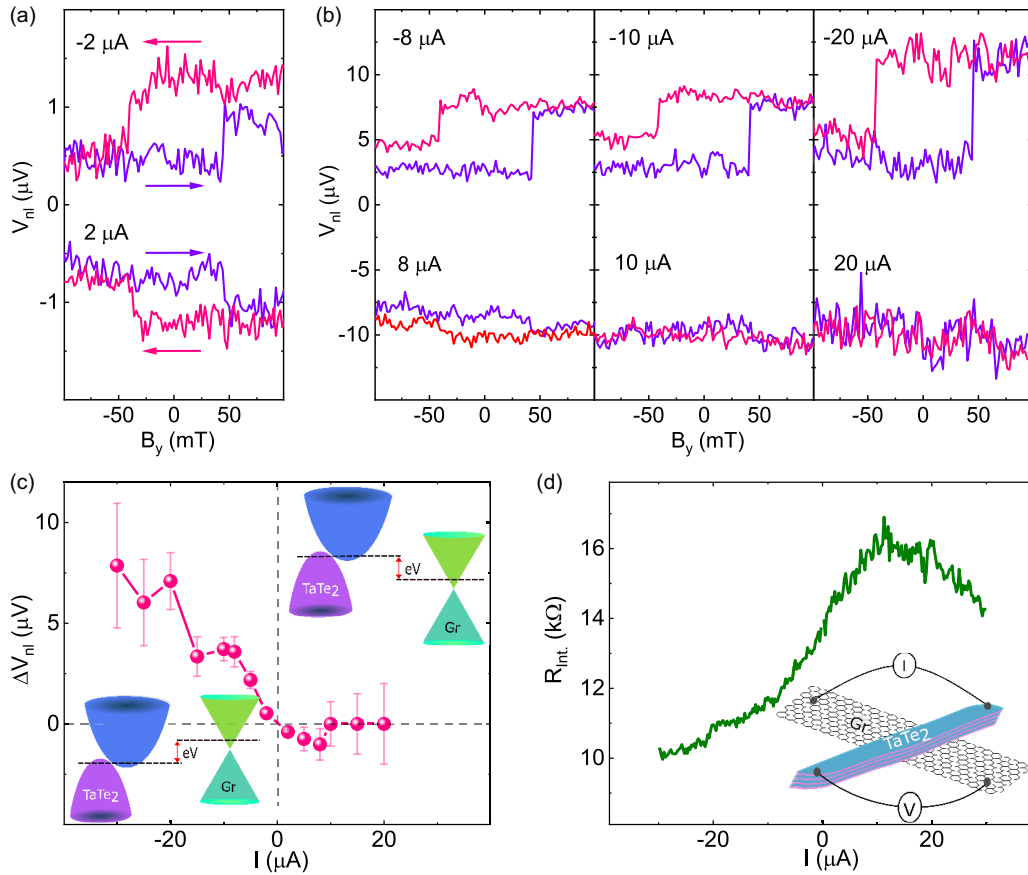 (a)
-2 μA
2 μA
V_nl (μV)
1
0
-1
-50 0 50
B_y (mT)
(b)
-8 μA
-10 μA
-20 μA
8 μA
10 μA
20 μA
V_nl (μV)
15
10
5
0
-5
-10
-50 0 50
-50 0 50
-50 0 50
B_y (mT)
(c)
ΔV_nl (μV)
10
5
0
-20 0 20
I (μA)
TaTe₂
eV
Gr
TaTe₂
eV
Gr
(d)
R_Int. (kΩ)
16
14
12
10
-20 0 20
I (μA)
I
Gr
TaTe₂
V